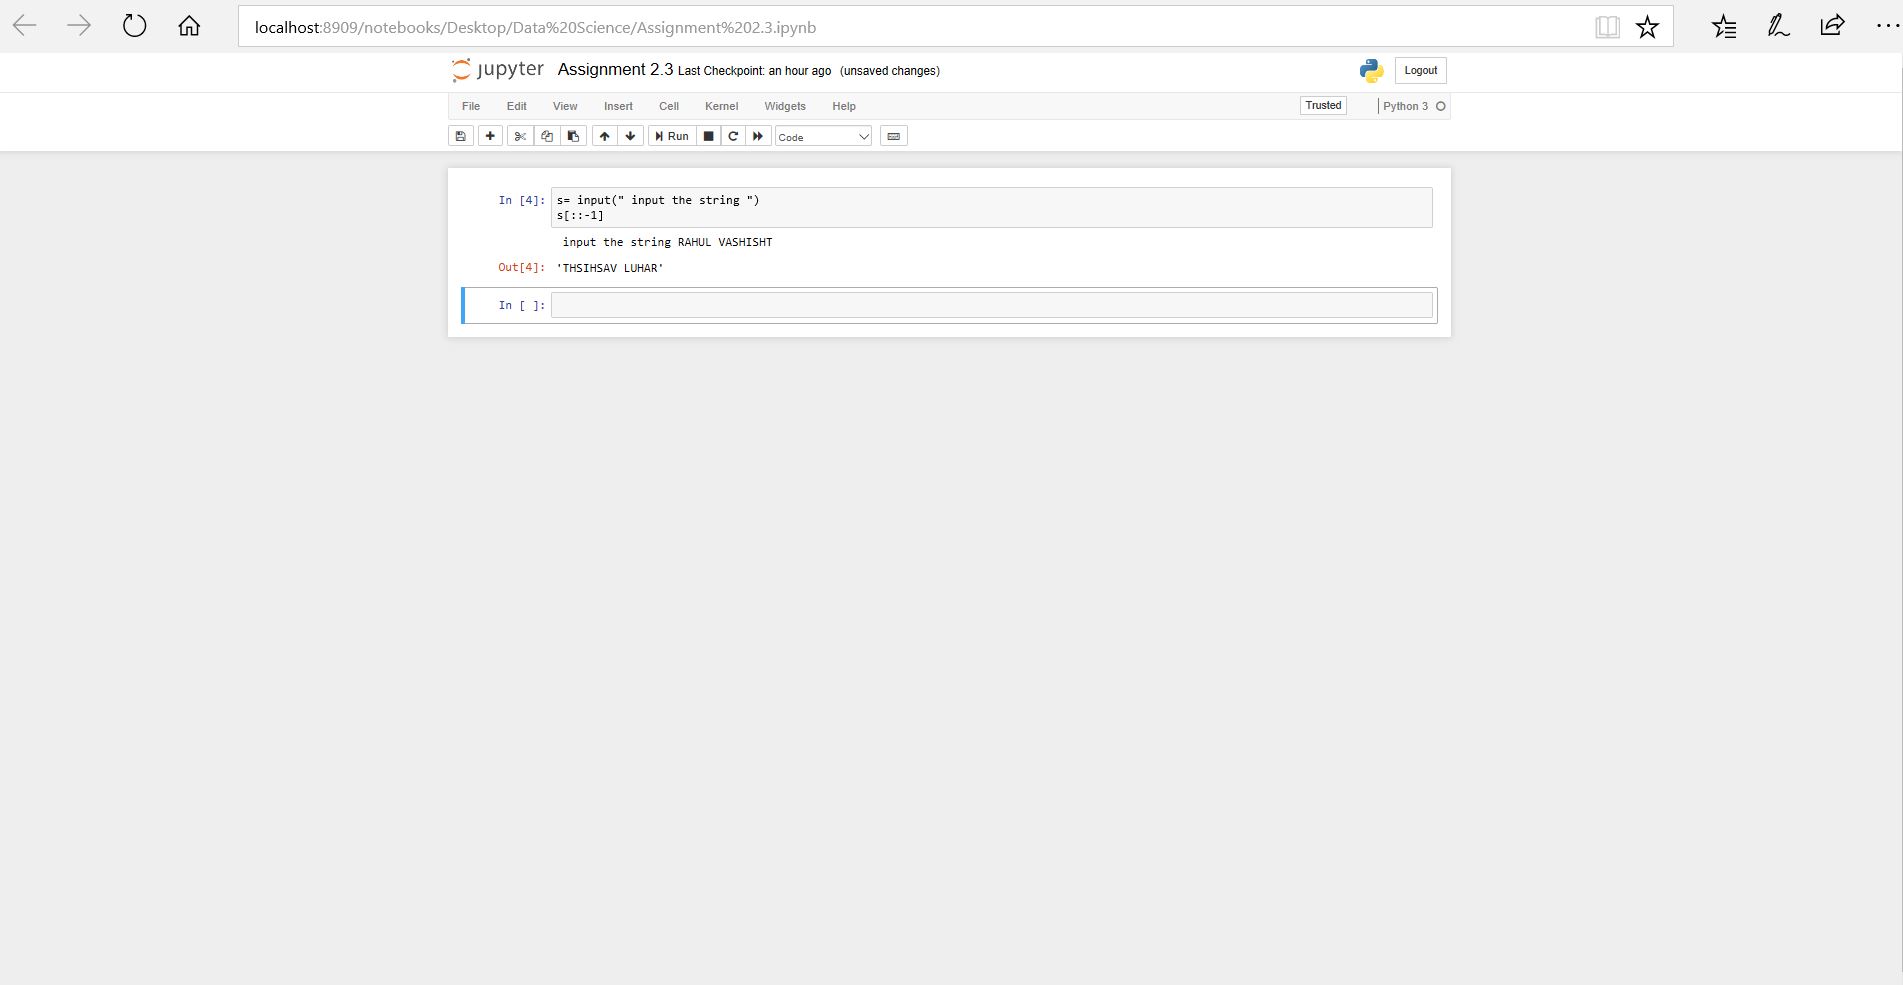 localhost:8909/notebooks/Desktop/Data%20Science/Assignment%202.3.ipynb
jupyter Assignment 2.3 Last Checkpoint: an hour ago (unsaved changes) Logout
File Edit View Insert Cell Kernel Widgets Help Trusted Python 3
Run Code
In [4]: s= input(" input the string ")
s[::-1]
input the string RAHUL VASHISHT
Out[4]: 'THSIHSAV LUHAR'
In [ ]: